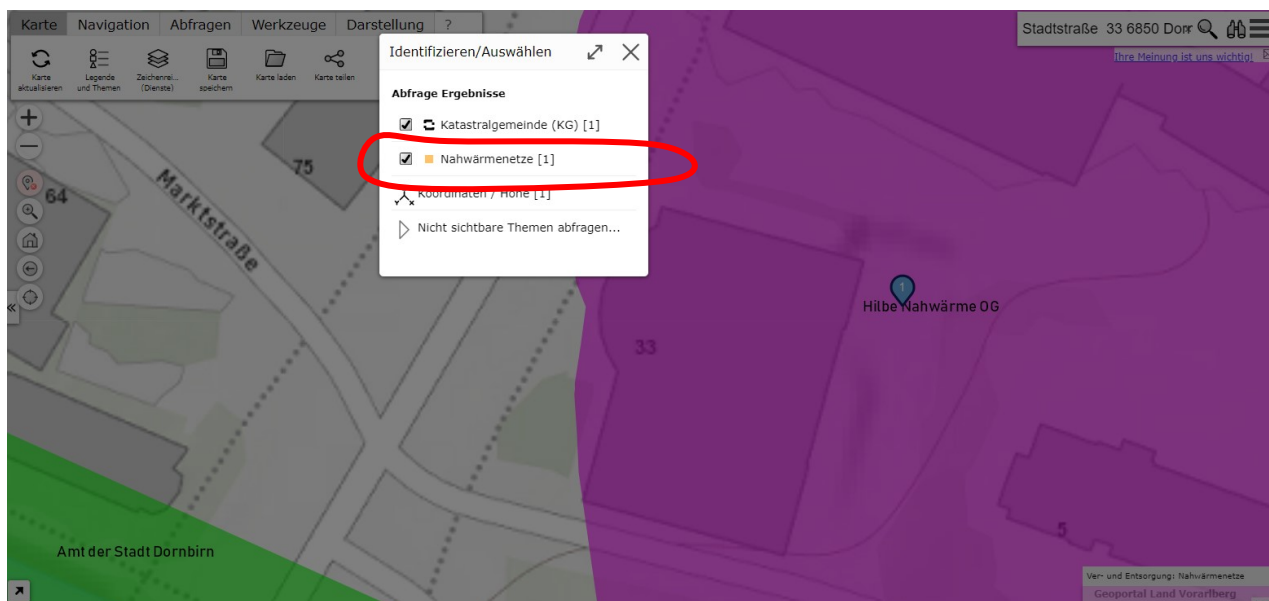 Karte Navigation Abfragen Werkzeuge Darstellung ?
Stadtstraße 33 6850 Dorr
Ihre Meinung ist uns wichtig!
Karte aktualisieren
Legende und Themen
Zeichenrei... (Dienste)
Karte speichern
Karte laden
Karte teilen
Identifizieren/Auswählen
Abfrage Ergebnisse
Katastralgemeinde (KG) [1]
Nahwärmenetze [1]
Koordinaten / Höhe [1]
Nicht sichtbare Themen abfragen...
75
64
Marktstraße
1
Hilbe Nahwärme OG
33
5
Amt der Stadt Dornbirn
Ver- und Entsorgung: Nahwärmenetze
Geoportal Land Vorarlberg